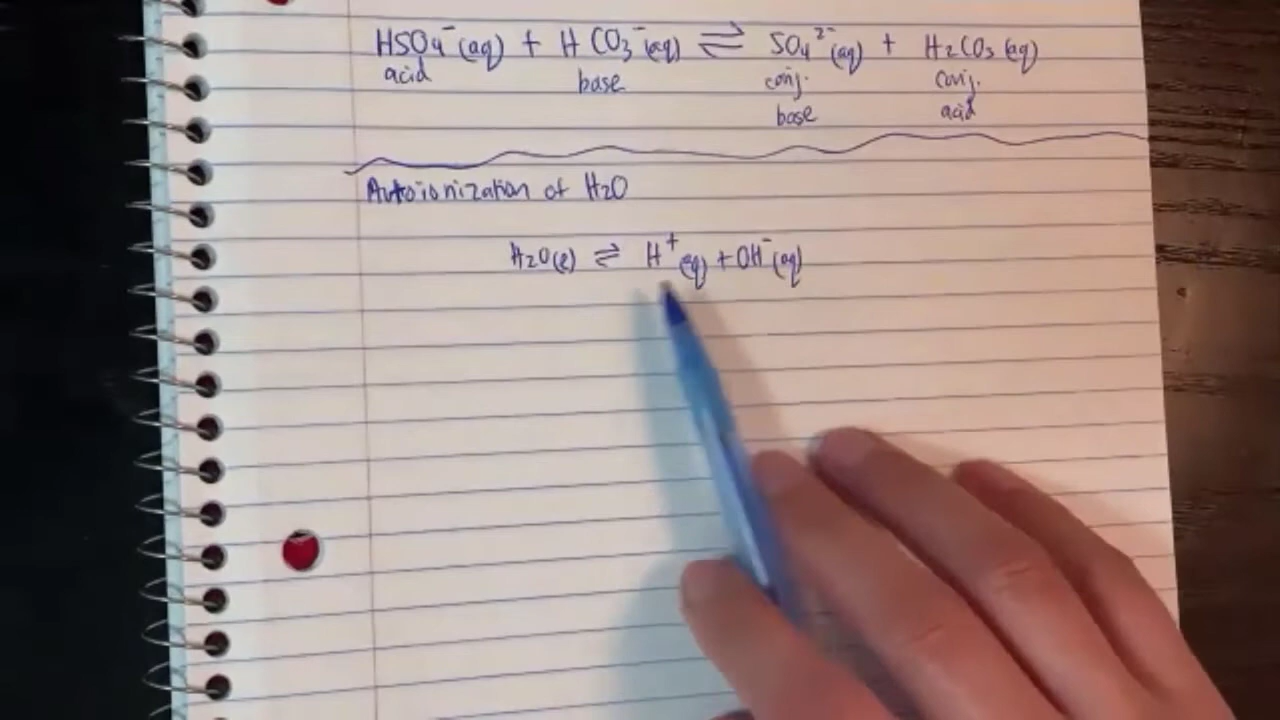 HSO₄⁻(aq) + HCO₃⁻(aq) ⇌ SO₄²⁻(aq) + H₂CO₃(aq)
acid base conj. conj.
base acid
Autoionization of H₂O
H₂O(ℓ) ⇌ H⁺(aq) + OH⁻(aq)